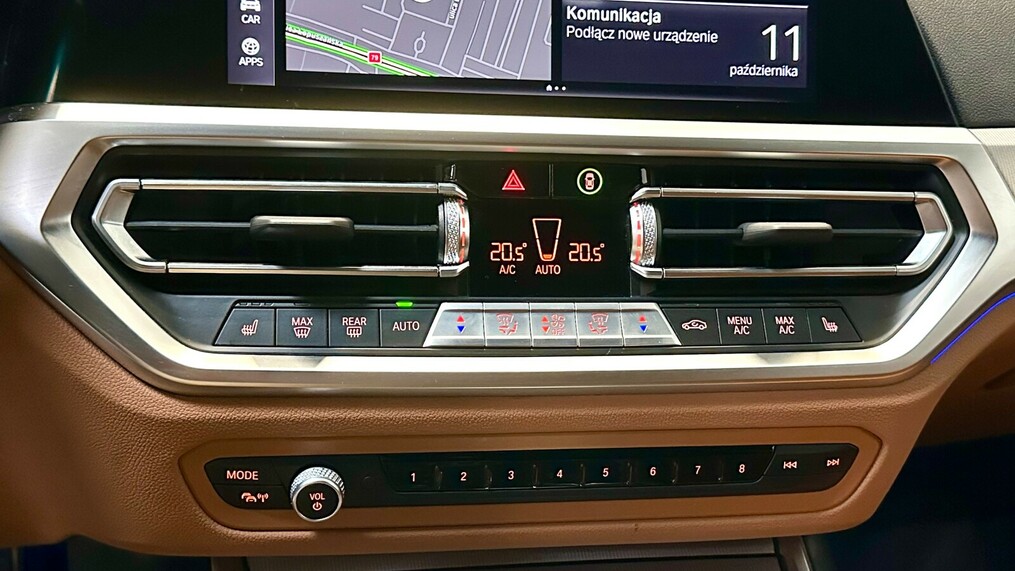 CAR
APPS
79
Komunikacja
Podłącz nowe urządzenie
11
października
20.5° 20.5°
A/C AUTO
MAX
REAR
AUTO
MENU
A/C
MAX
A/C
MODE
VOL
1 2 3 4 5 6 7 8